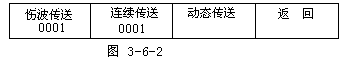 伤波传送 连续传送 动态传送 返 回
0001 0001
图 3-6-2